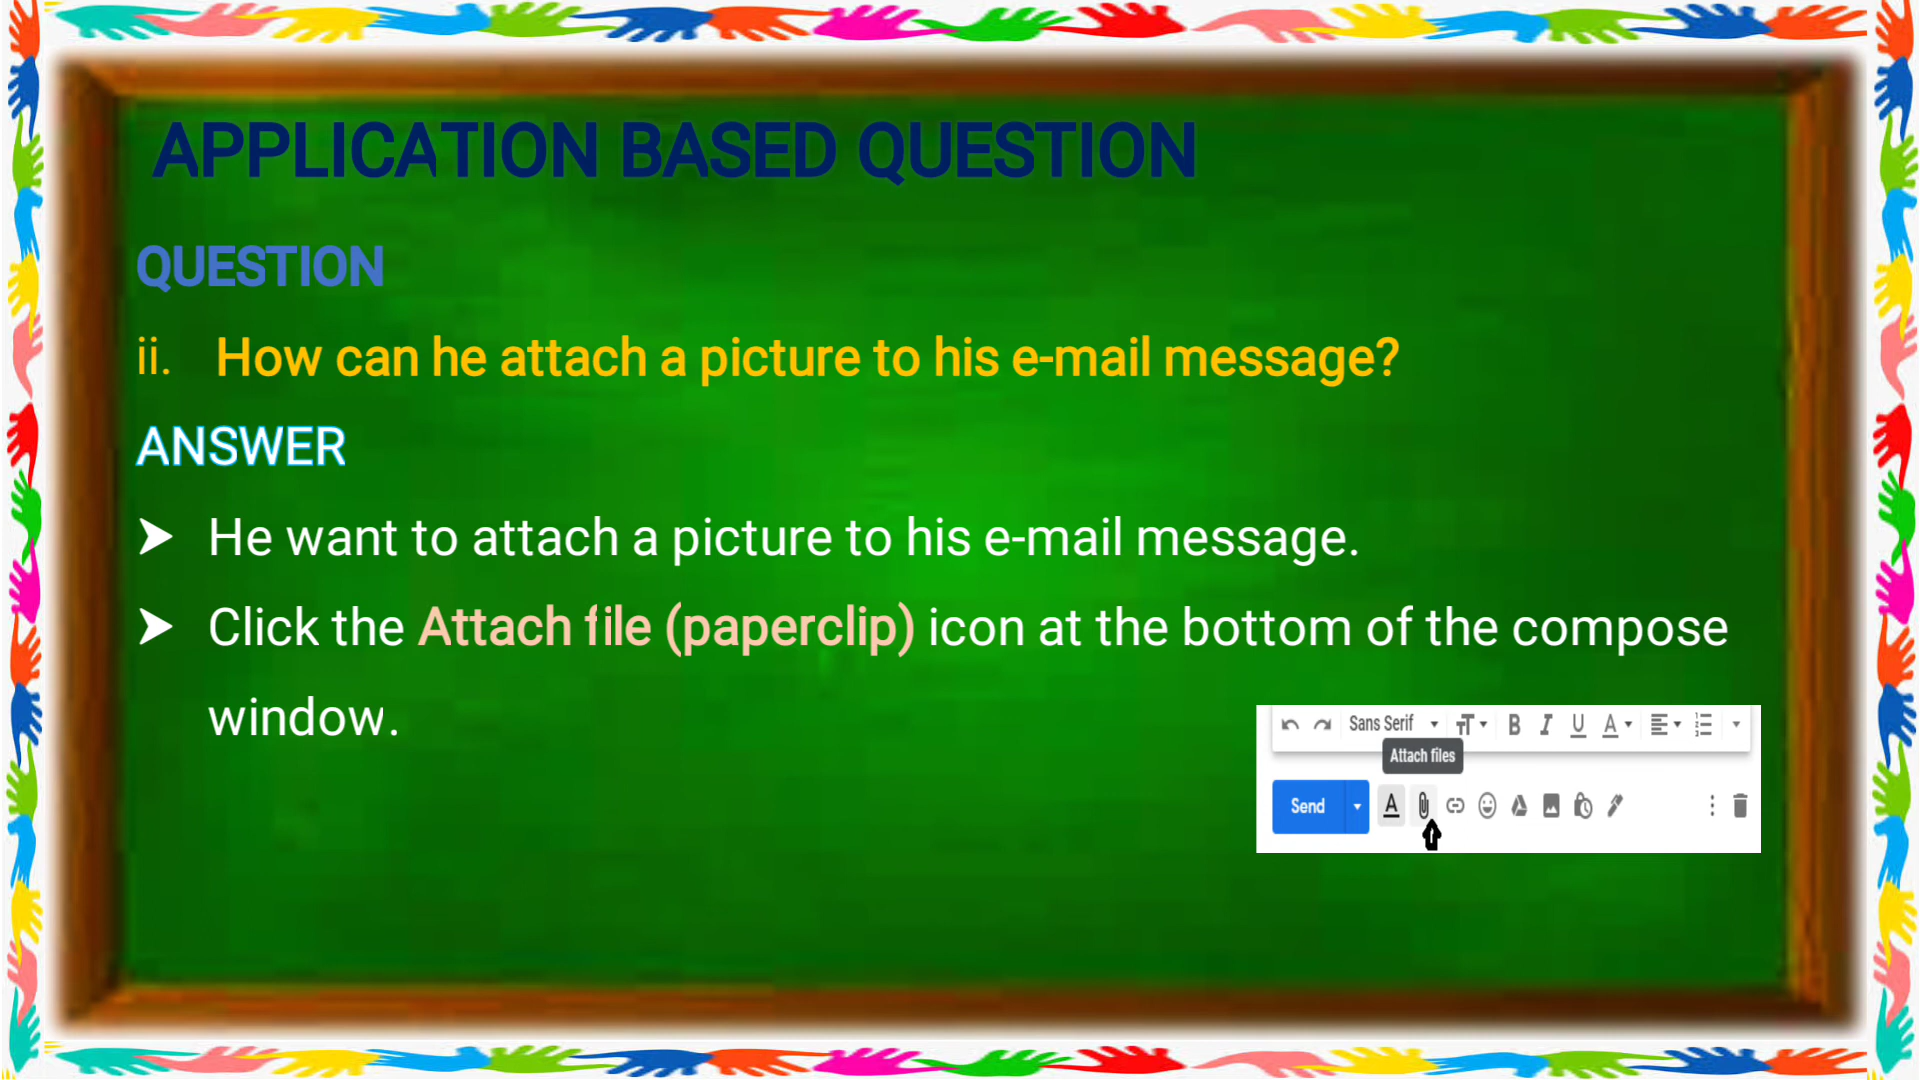 APPLICATION BASED QUESTION
QUESTION
ii. How can he attach a picture to his e-mail message?
ANSWER
➤ He want to attach a picture to his e-mail message.
➤ Click the Attach file (paperclip) icon at the bottom of the compose
window.
Sans Serif
Attach files
Send